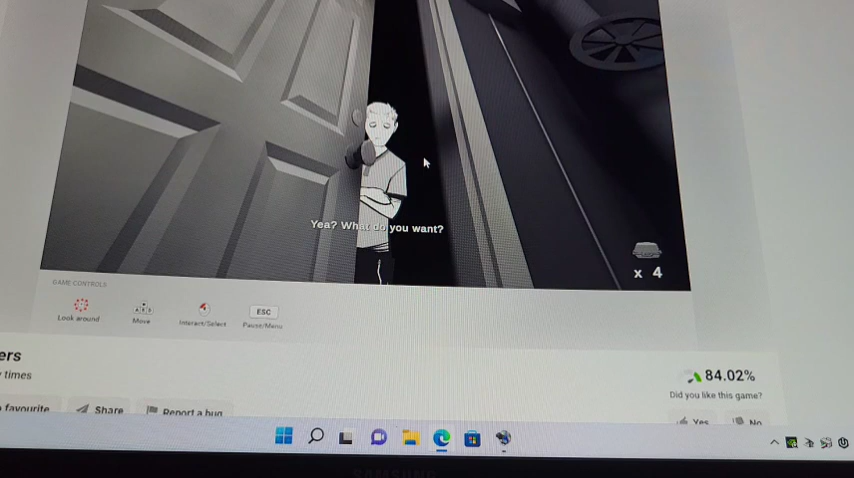 Yea? What do you want?
x 4
GAME CONTROLS
Look around
Move
Interact/Select
ESC
Pause/Menu
ers
times
84.02%
Did you like this game?
favourite
Share
Report a bug
Yes
No
SAMSUNG